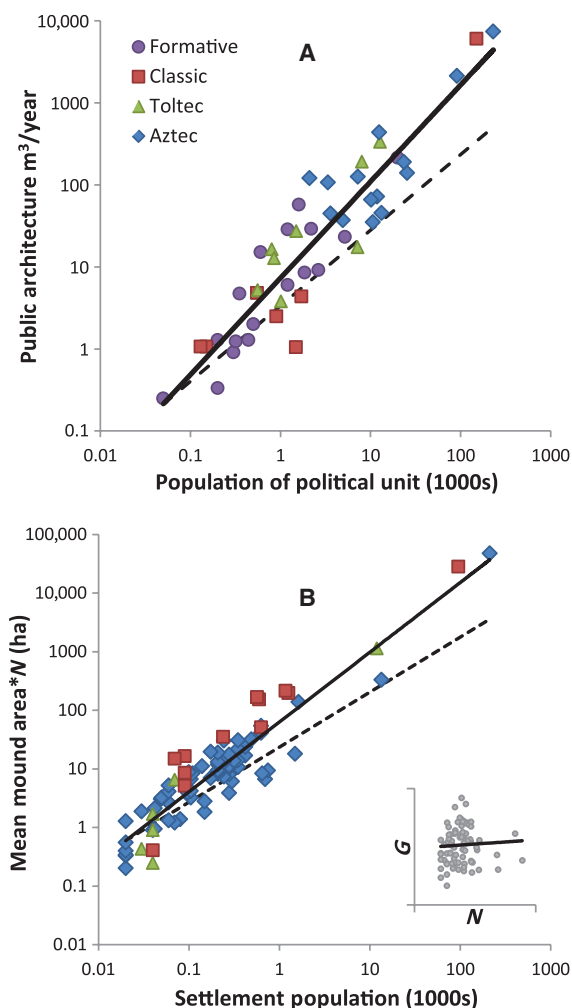 10,000
1000
100
10
1
0.1
Public architecture m³/year
A
Formative
Classic
Toltec
Aztec
0.01 0.1 1 10 100 1000
Population of political unit (1000s)
100,000
10,000
1000
100
10
1
0.1
0.01
Mean mound area*N (ha)
B
G
N
0.01 0.1 1 10 100 1000
Settlement population (1000s)